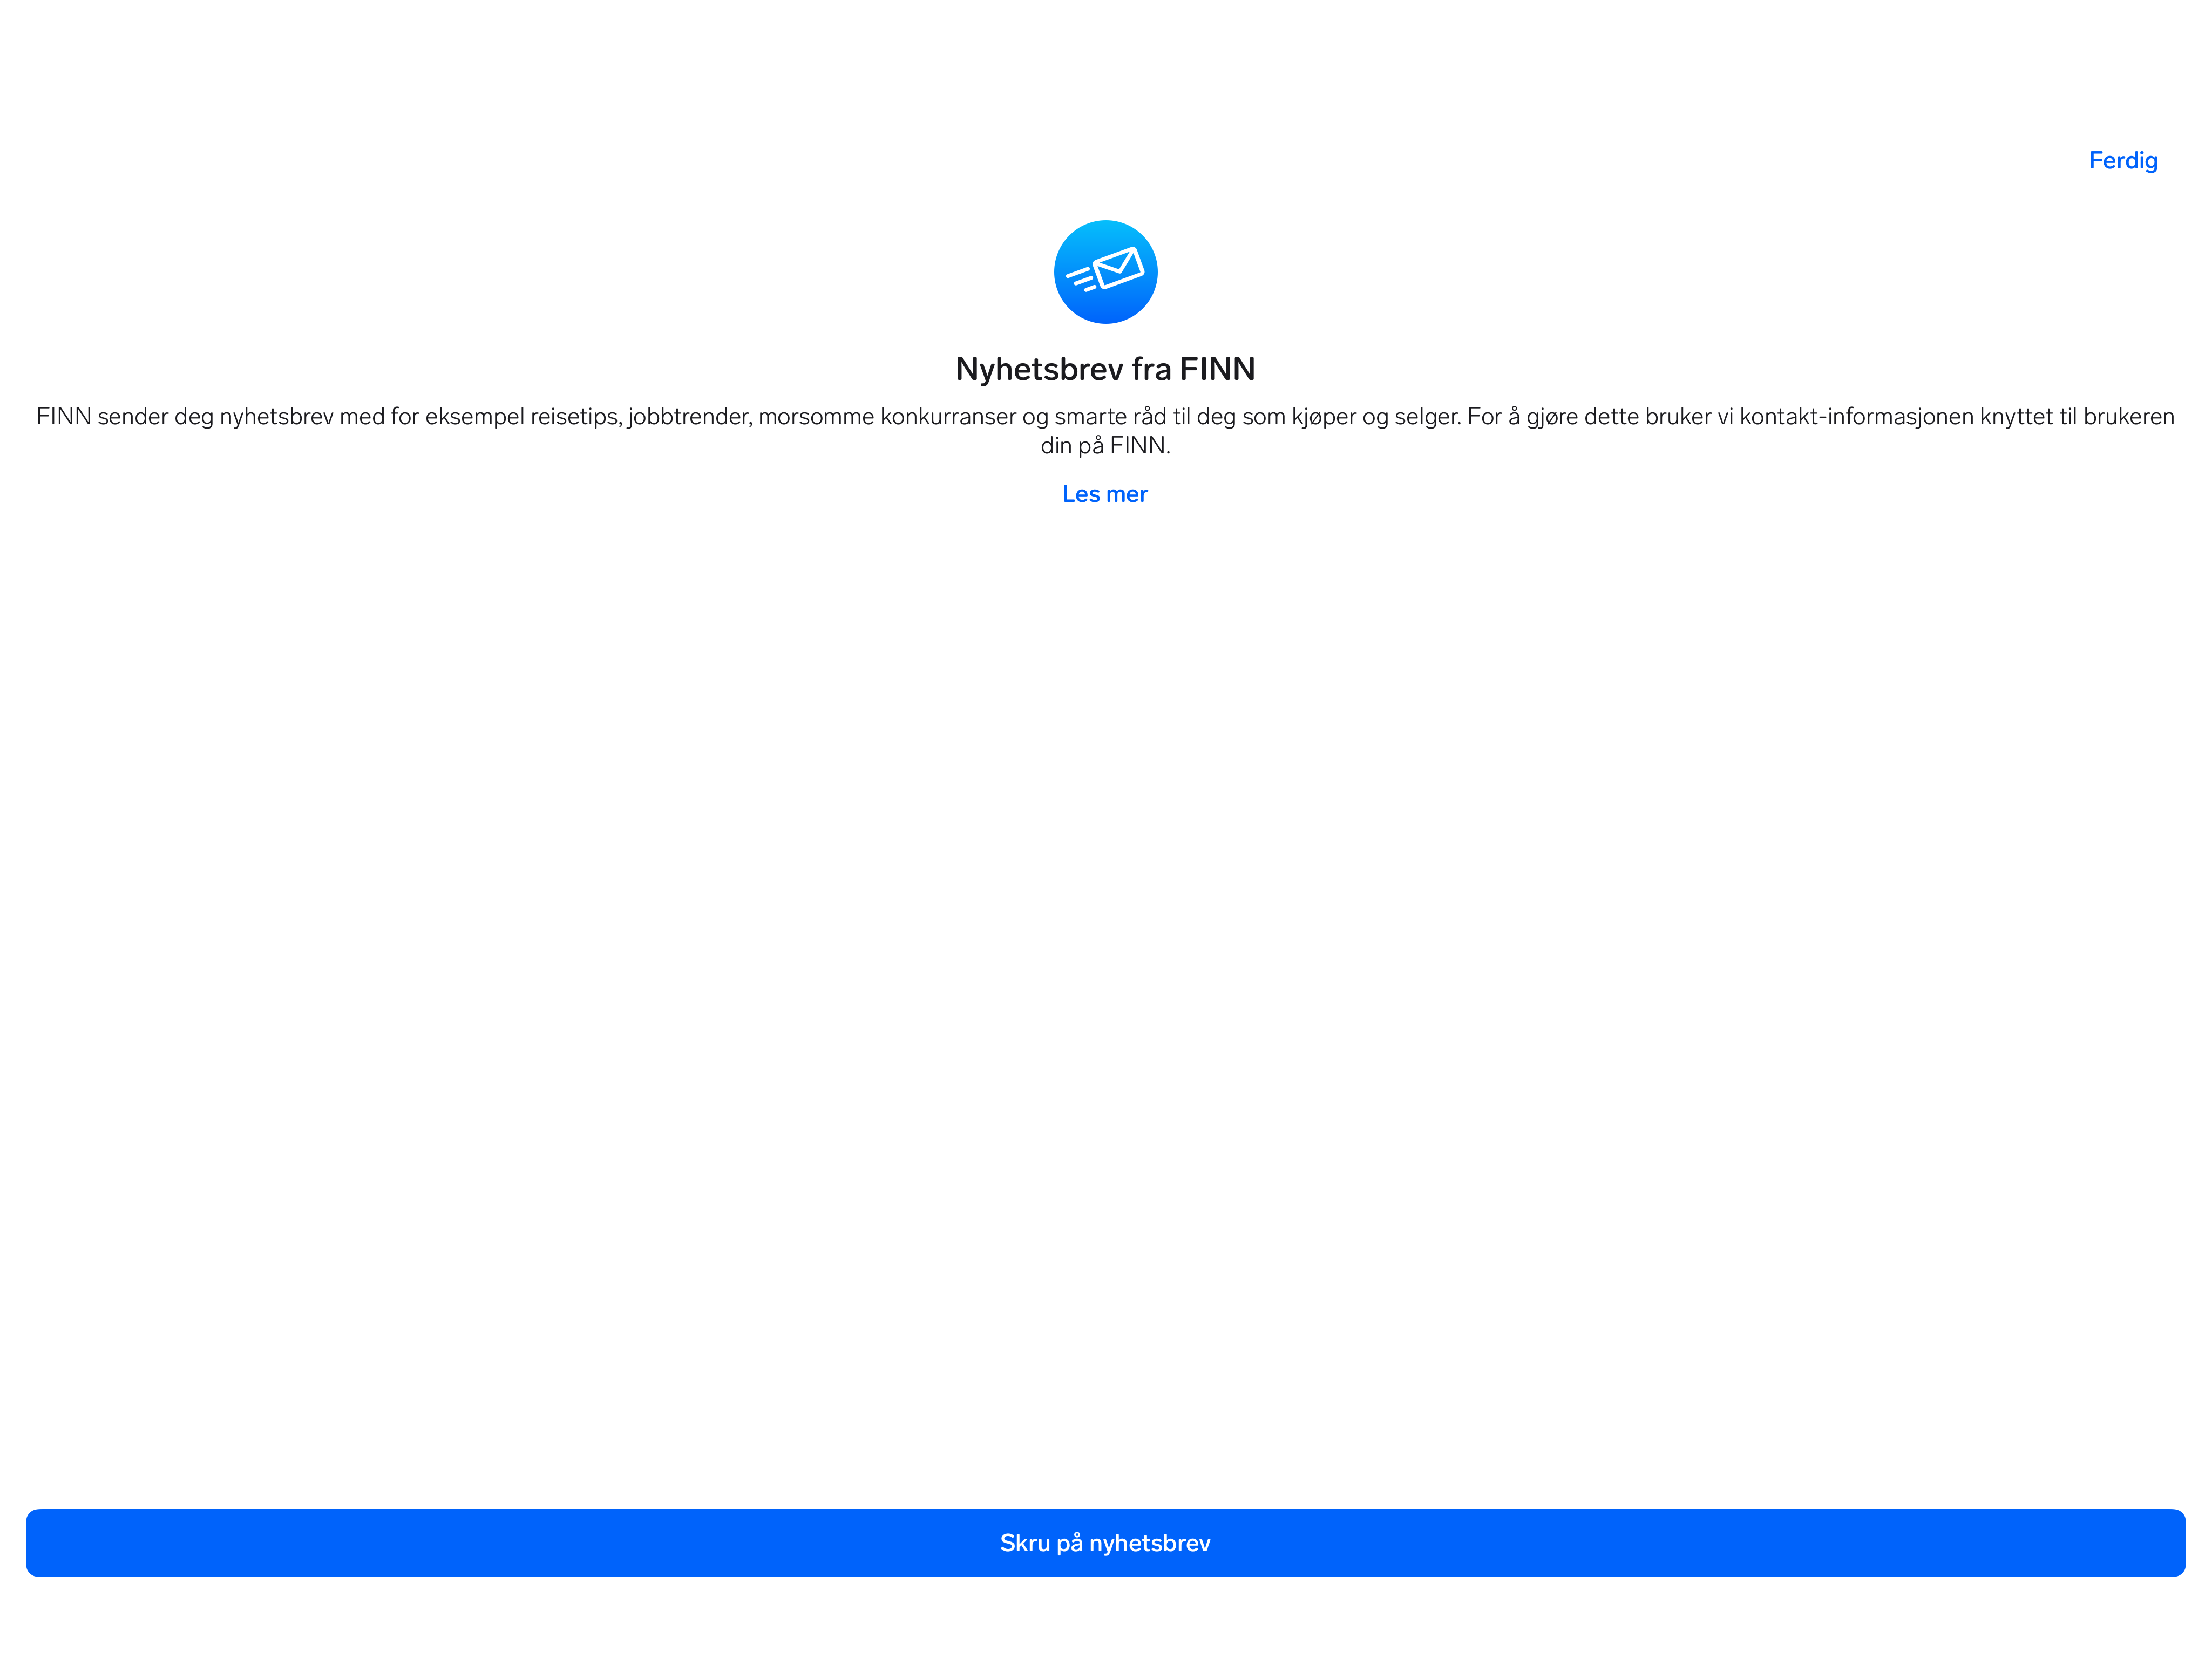 Ferdig
Nyhetsbrev fra FINN
FINN sender deg nyhetsbrev med for eksempel reisetips, jobbtrender, morsomme konkurranser og smarte råd til deg som kjøper og selger. For å gjøre dette bruker vi kontakt-informasjonen knyttet til brukeren
din på FINN.
Les mer
Skru på nyhetsbrev